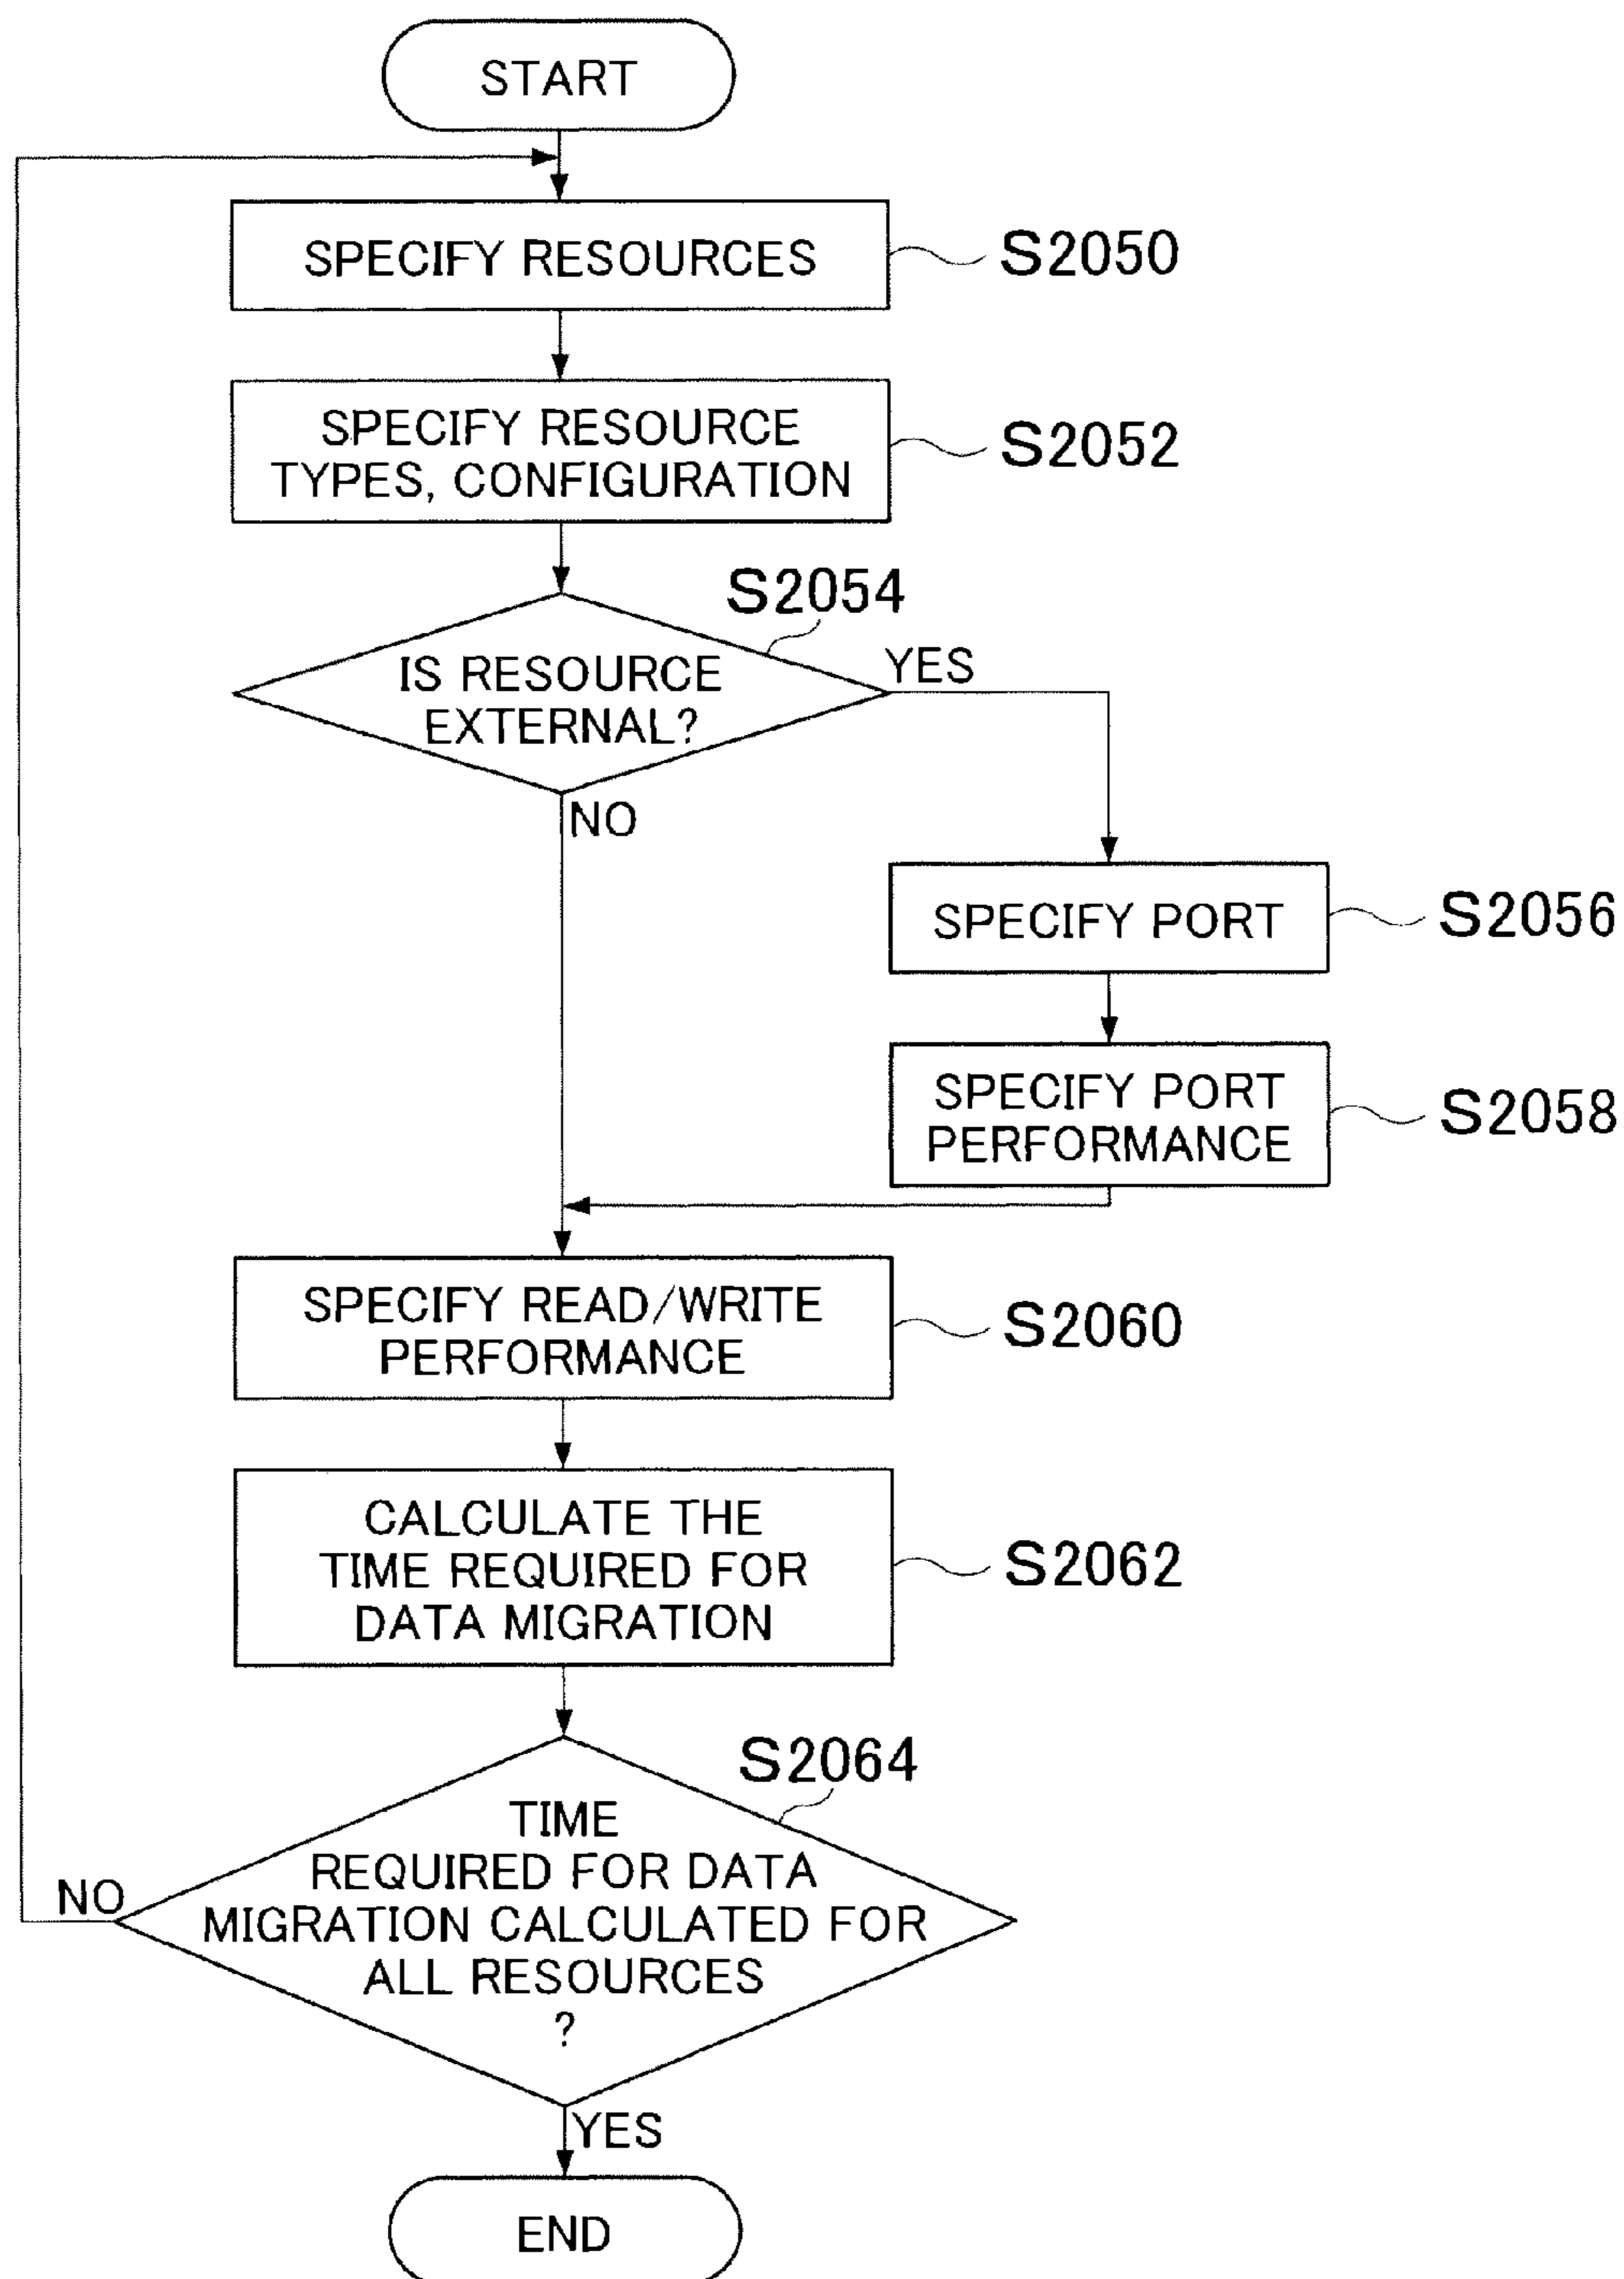 START
SPECIFY RESOURCES
S2050
SPECIFY RESOURCE
TYPES, CONFIGURATION
S2052
S2054
IS RESOURCE
EXTERNAL?
YES
NO
SPECIFY PORT
S2056
SPECIFY PORT
PERFORMANCE
S2058
SPECIFY READ/WRITE
PERFORMANCE
S2060
CALCULATE THE
TIME REQUIRED FOR
DATA MIGRATION
S2062
S2064
TIME
REQUIRED FOR DATA
MIGRATION CALCULATED FOR
ALL RESOURCES
?
NO
YES
END